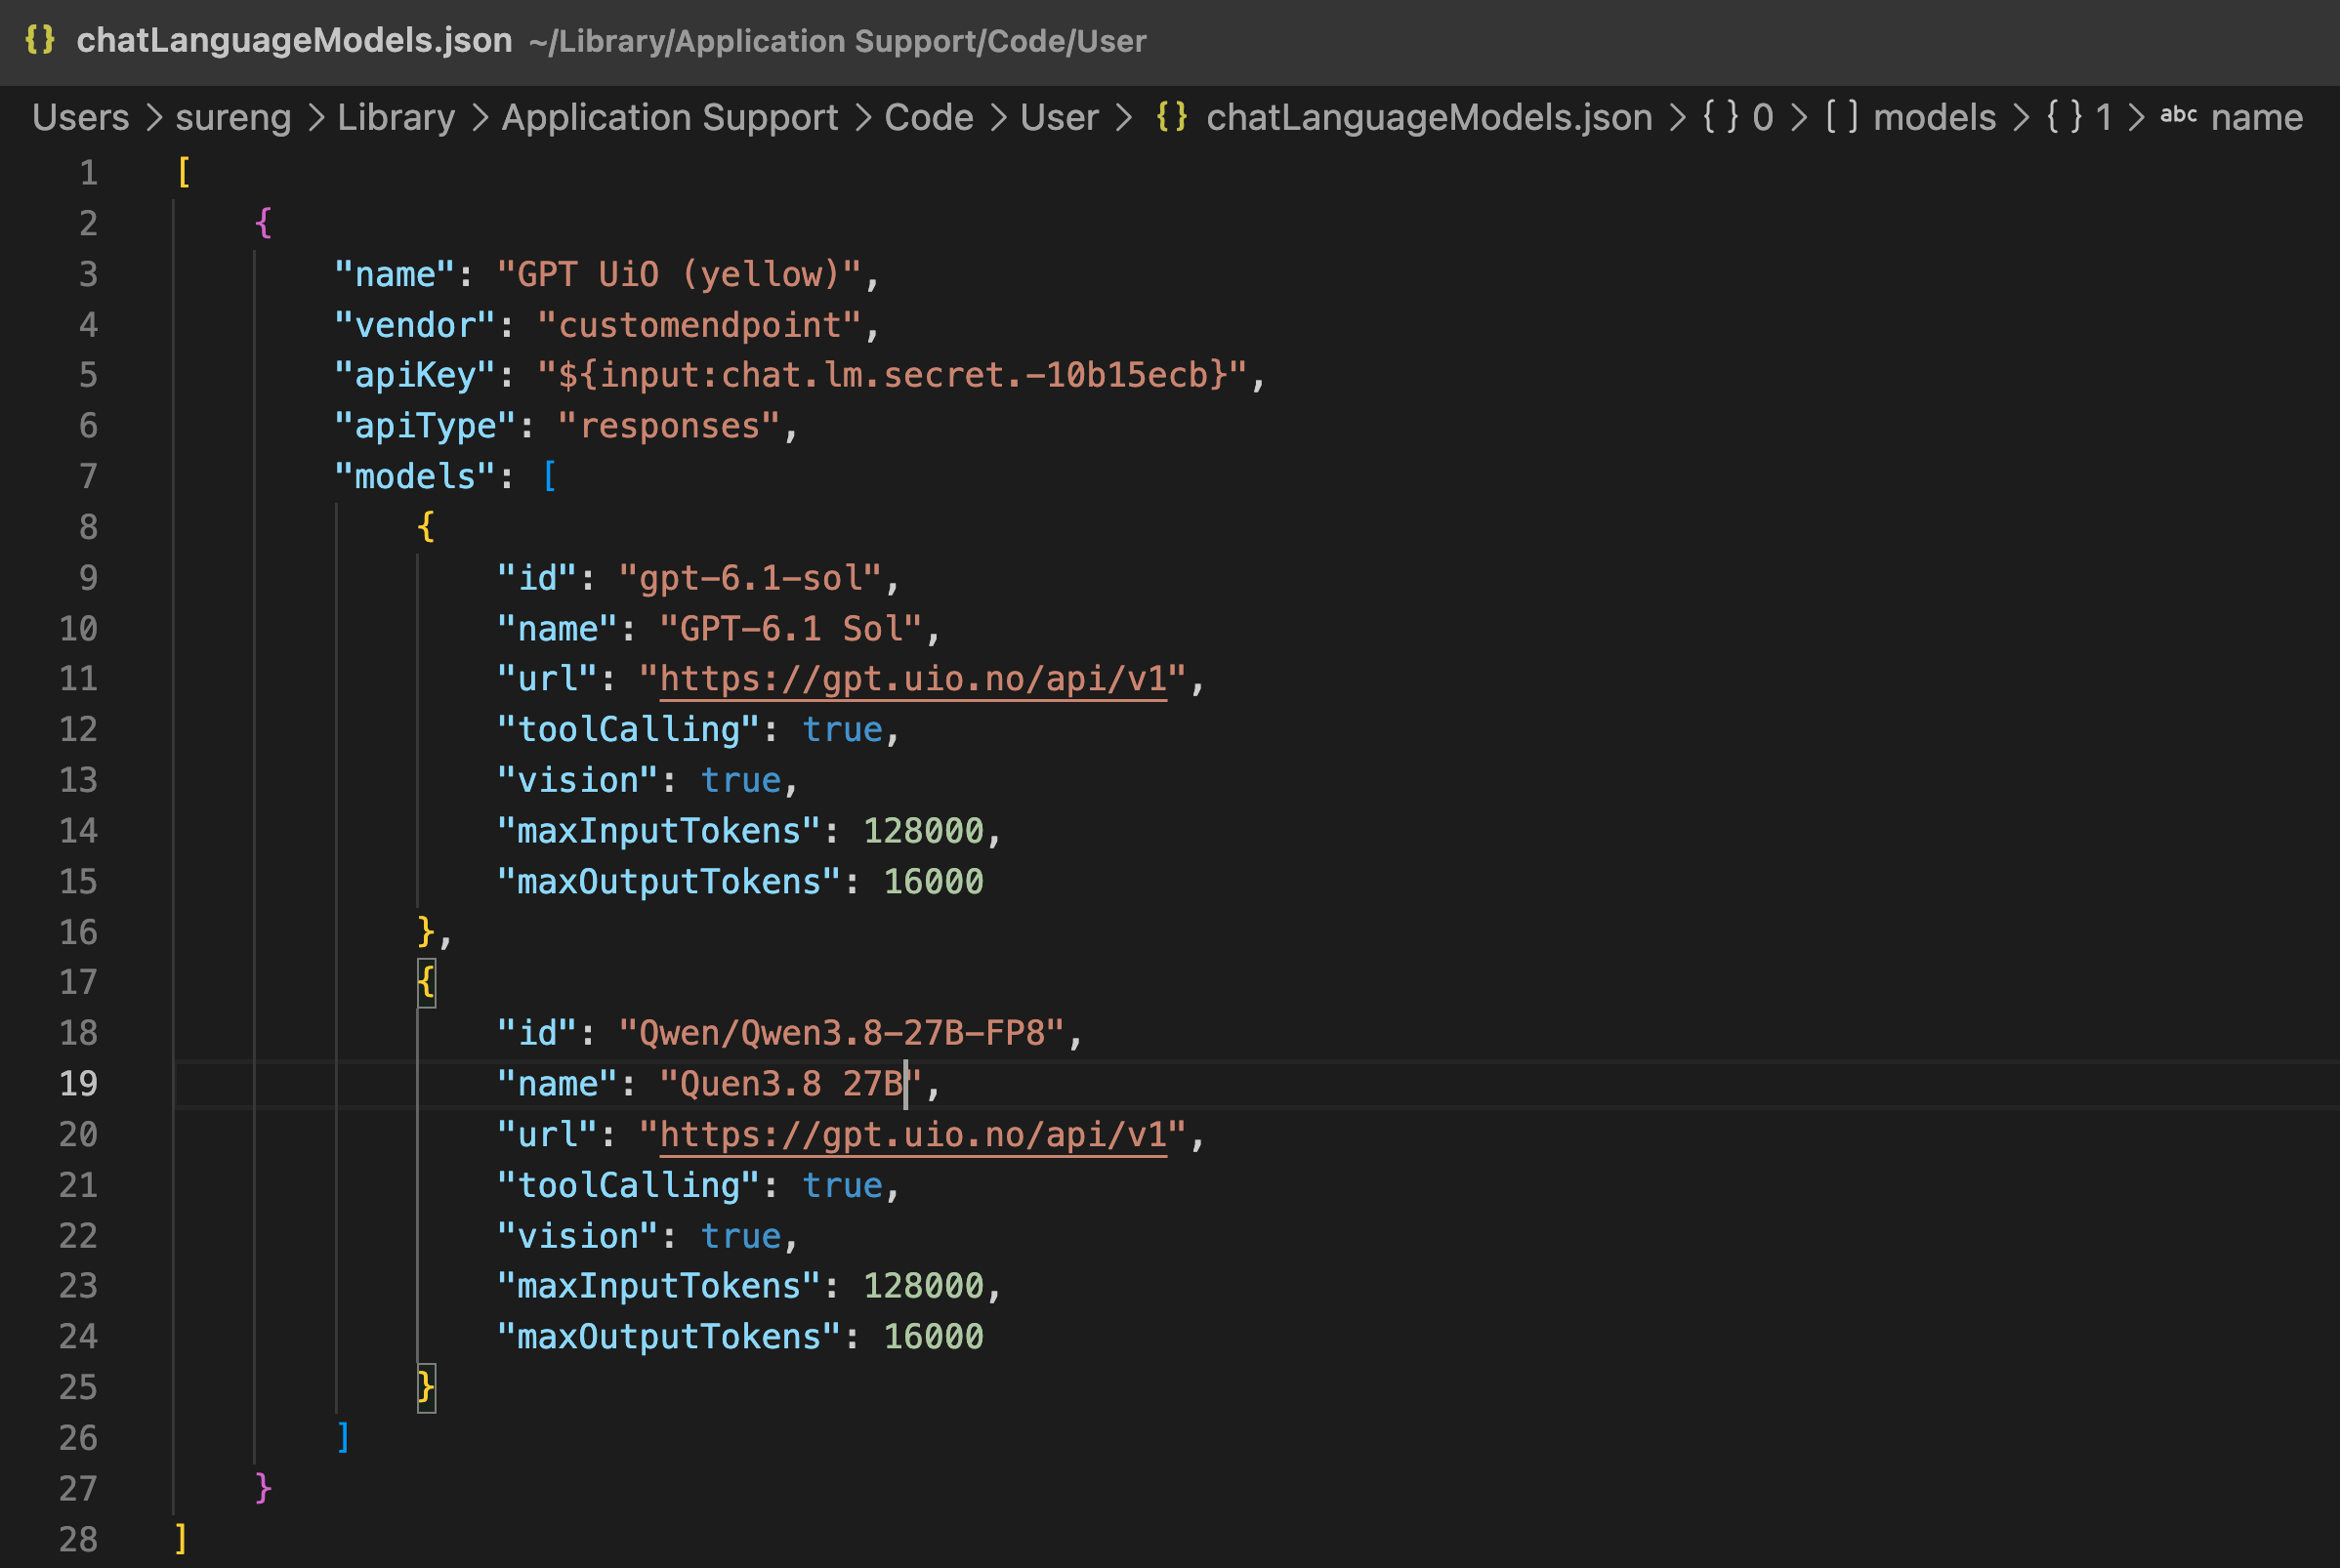 {} chatLanguageModels.json ~/Library/Application Support/Code/User
Users > sureng > Library > Application Support > Code > User > {} chatLanguageModels.json > { } 0 > [ ] models > { } 1 > abc name
1 [
2 {
3 "name": "GPT UiO (yellow)",
4 "vendor": "customendpoint",
5 "apiKey": "${input:chat.lm.secret.-10b15ecb}",
6 "apiType": "responses",
7 "models": [
8 {
9 "id": "gpt-6.1-sol",
10 "name": "GPT-6.1 Sol",
11 "url": "https://gpt.uio.no/api/v1",
12 "toolCalling": true,
13 "vision": true,
14 "maxInputTokens": 128000,
15 "maxOutputTokens": 16000
16 },
17 {
18 "id": "Qwen/Qwen3.8-27B-FP8",
19 "name": "Quen3.8 27B",
20 "url": "https://gpt.uio.no/api/v1",
21 "toolCalling": true,
22 "vision": true,
23 "maxInputTokens": 128000,
24 "maxOutputTokens": 16000
25 }
26 ]
27 }
28 ]